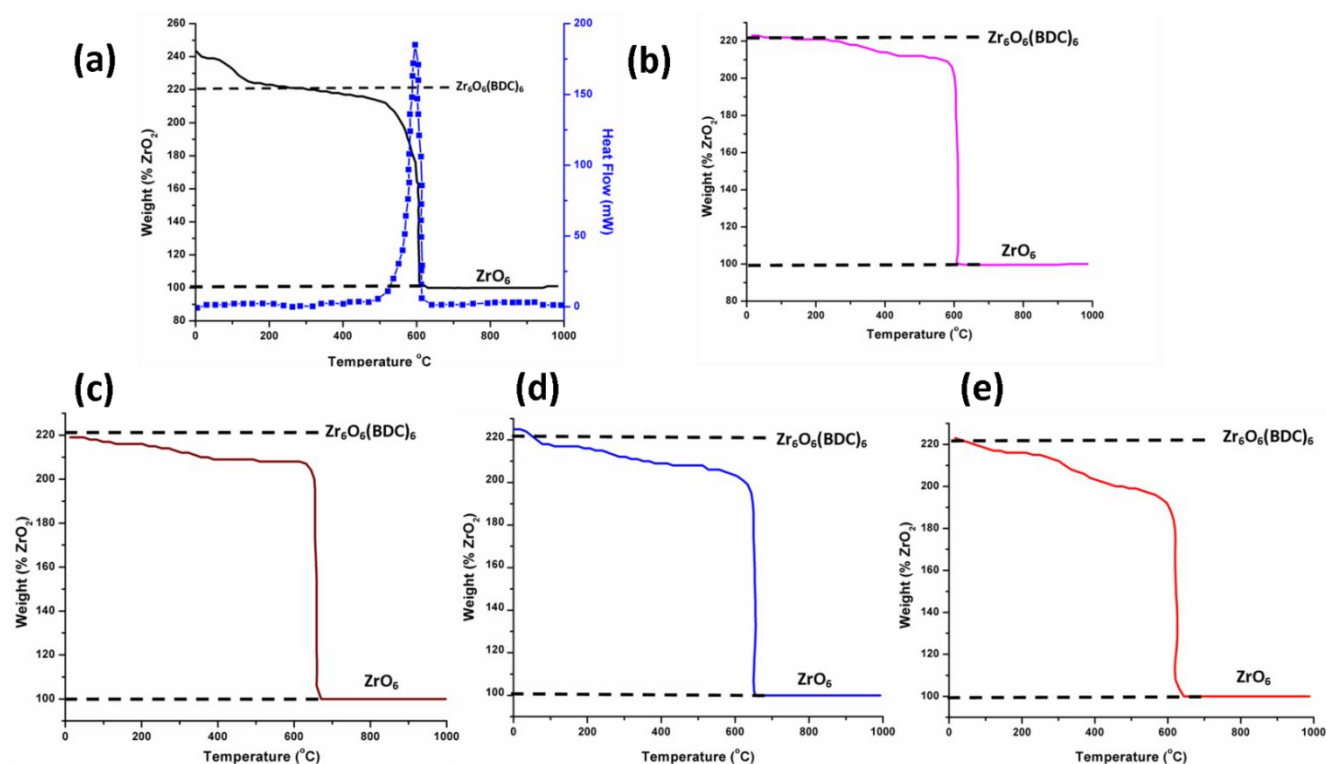 (a)
260
240
220
200
180
160
140
120
100
80
Weight (% ZrO₂)
0
200
400
600
800
1000
Temperature °C
200
150
100
50
0
Heat Flow (mW)
Zr₆O₆(BDC)₆
ZrO₆
(b)
220
200
180
160
140
120
100
80
Weight (% ZrO₂)
0
200
400
600
800
1000
Temperature (°C)
Zr₆O₆(BDC)₆
ZrO₆
(c)
220
200
180
160
140
120
100
80
Weight (% ZrO₂)
0
200
400
600
800
1000
Temperature (°C)
Zr₆O₆(BDC)₆
ZrO₆
(d)
220
200
180
160
140
120
100
80
Weight (% ZrO₂)
0
200
400
600
800
1000
Temperature (°C)
Zr₆O₆(BDC)₆
ZrO₆
(e)
220
200
180
160
140
120
100
80
Weight (% ZrO₂)
0
200
400
600
800
1000
Temperature (°C)
Zr₆O₆(BDC)₆
ZrO₆